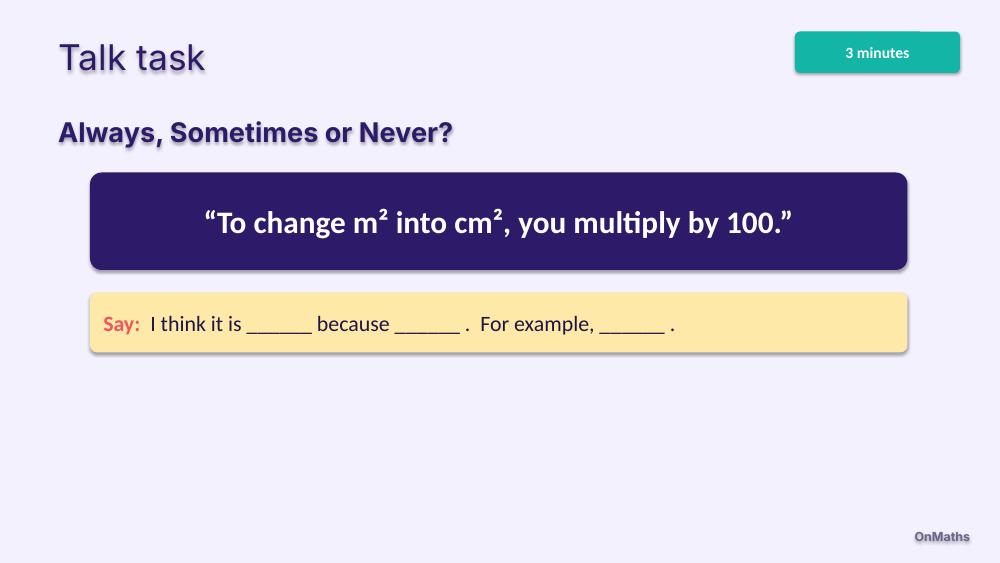 Talk task
3 minutes
Always, Sometimes or Never?
“To change m² into cm², you multiply by 100.”
Say: I think it is ______ because ______ . For example, ______ .
OnMaths